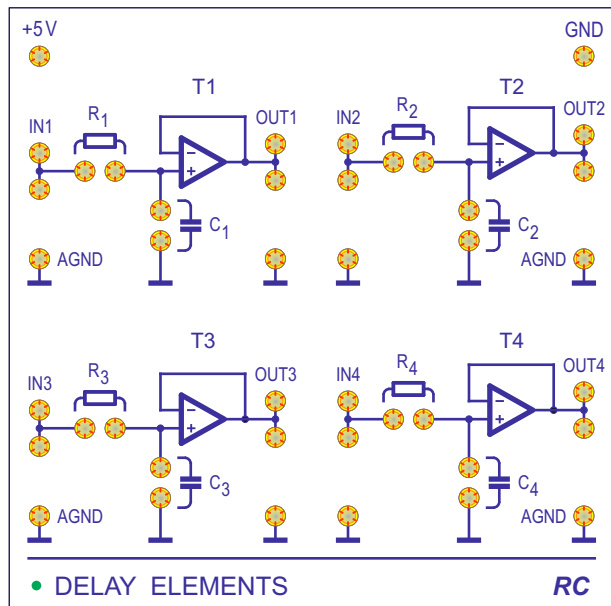 +5V GND
T1 T2
R1 OUT1 R2 OUT2
IN1 IN2
− −
+ +
C1 C2
AGND AGND
T3 T4
R3 OUT3 R4 OUT4
IN3 IN4
− −
+ +
C3 C4
AGND AGND
• DELAY ELEMENTS RC